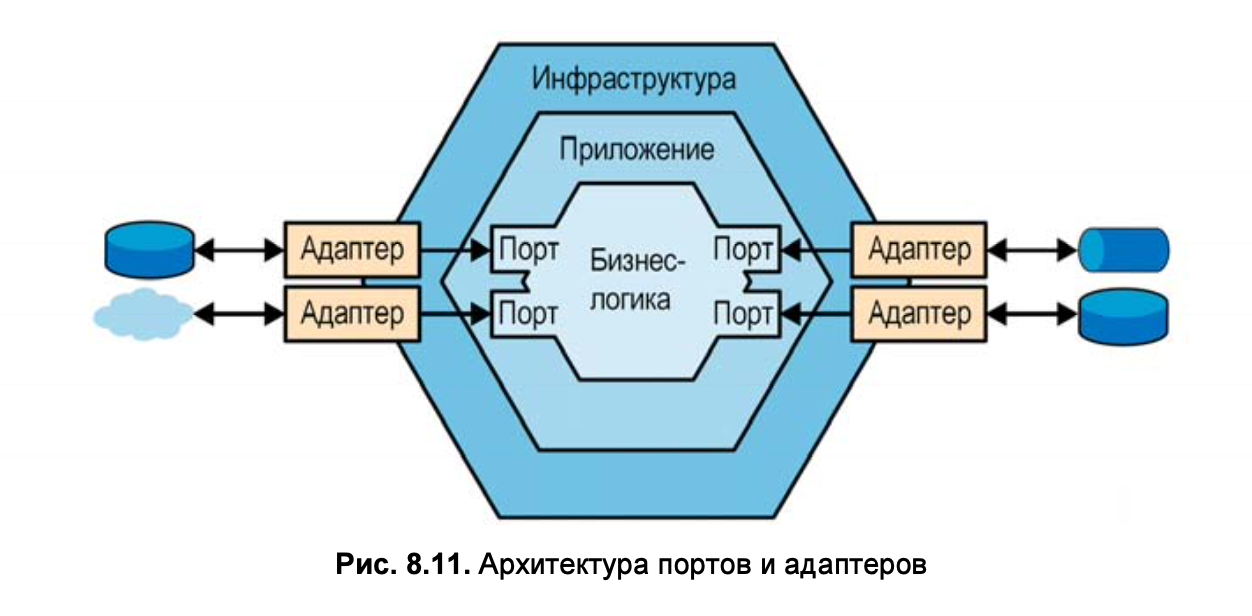 Инфраструктура
Приложение
Адаптер
Порт
Бизнес-
логика
Порт
Адаптер
Адаптер
Порт
Порт
Адаптер
Рис. 8.11. Архитектура портов и адаптеров